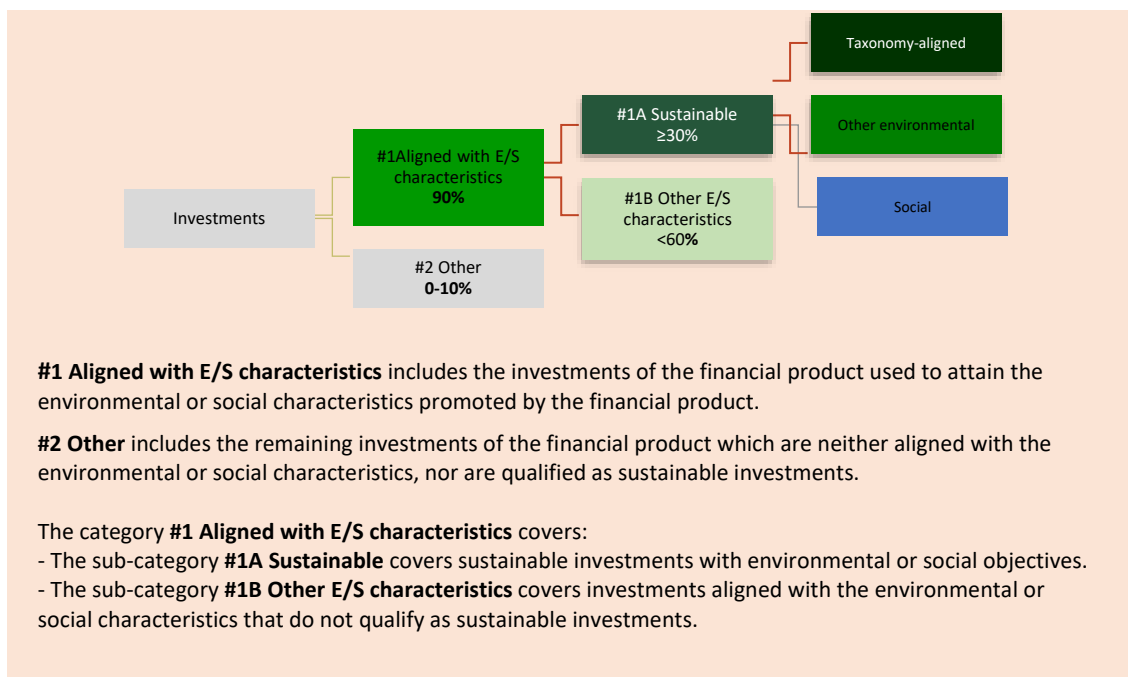 Taxonomy-aligned
#1A Sustainable
≥30%
Other environmental
#1Aligned with E/S
characteristics
90%
#1B Other E/S
characteristics
<60%
Social
Investments
#2 Other
0-10%
#1 Aligned with E/S characteristics includes the investments of the financial product used to attain the
environmental or social characteristics promoted by the financial product.
#2 Other includes the remaining investments of the financial product which are neither aligned with the
environmental or social characteristics, nor are qualified as sustainable investments.
The category #1 Aligned with E/S characteristics covers:
- The sub-category #1A Sustainable covers sustainable investments with environmental or social objectives.
- The sub-category #1B Other E/S characteristics covers investments aligned with the environmental or
social characteristics that do not qualify as sustainable investments.